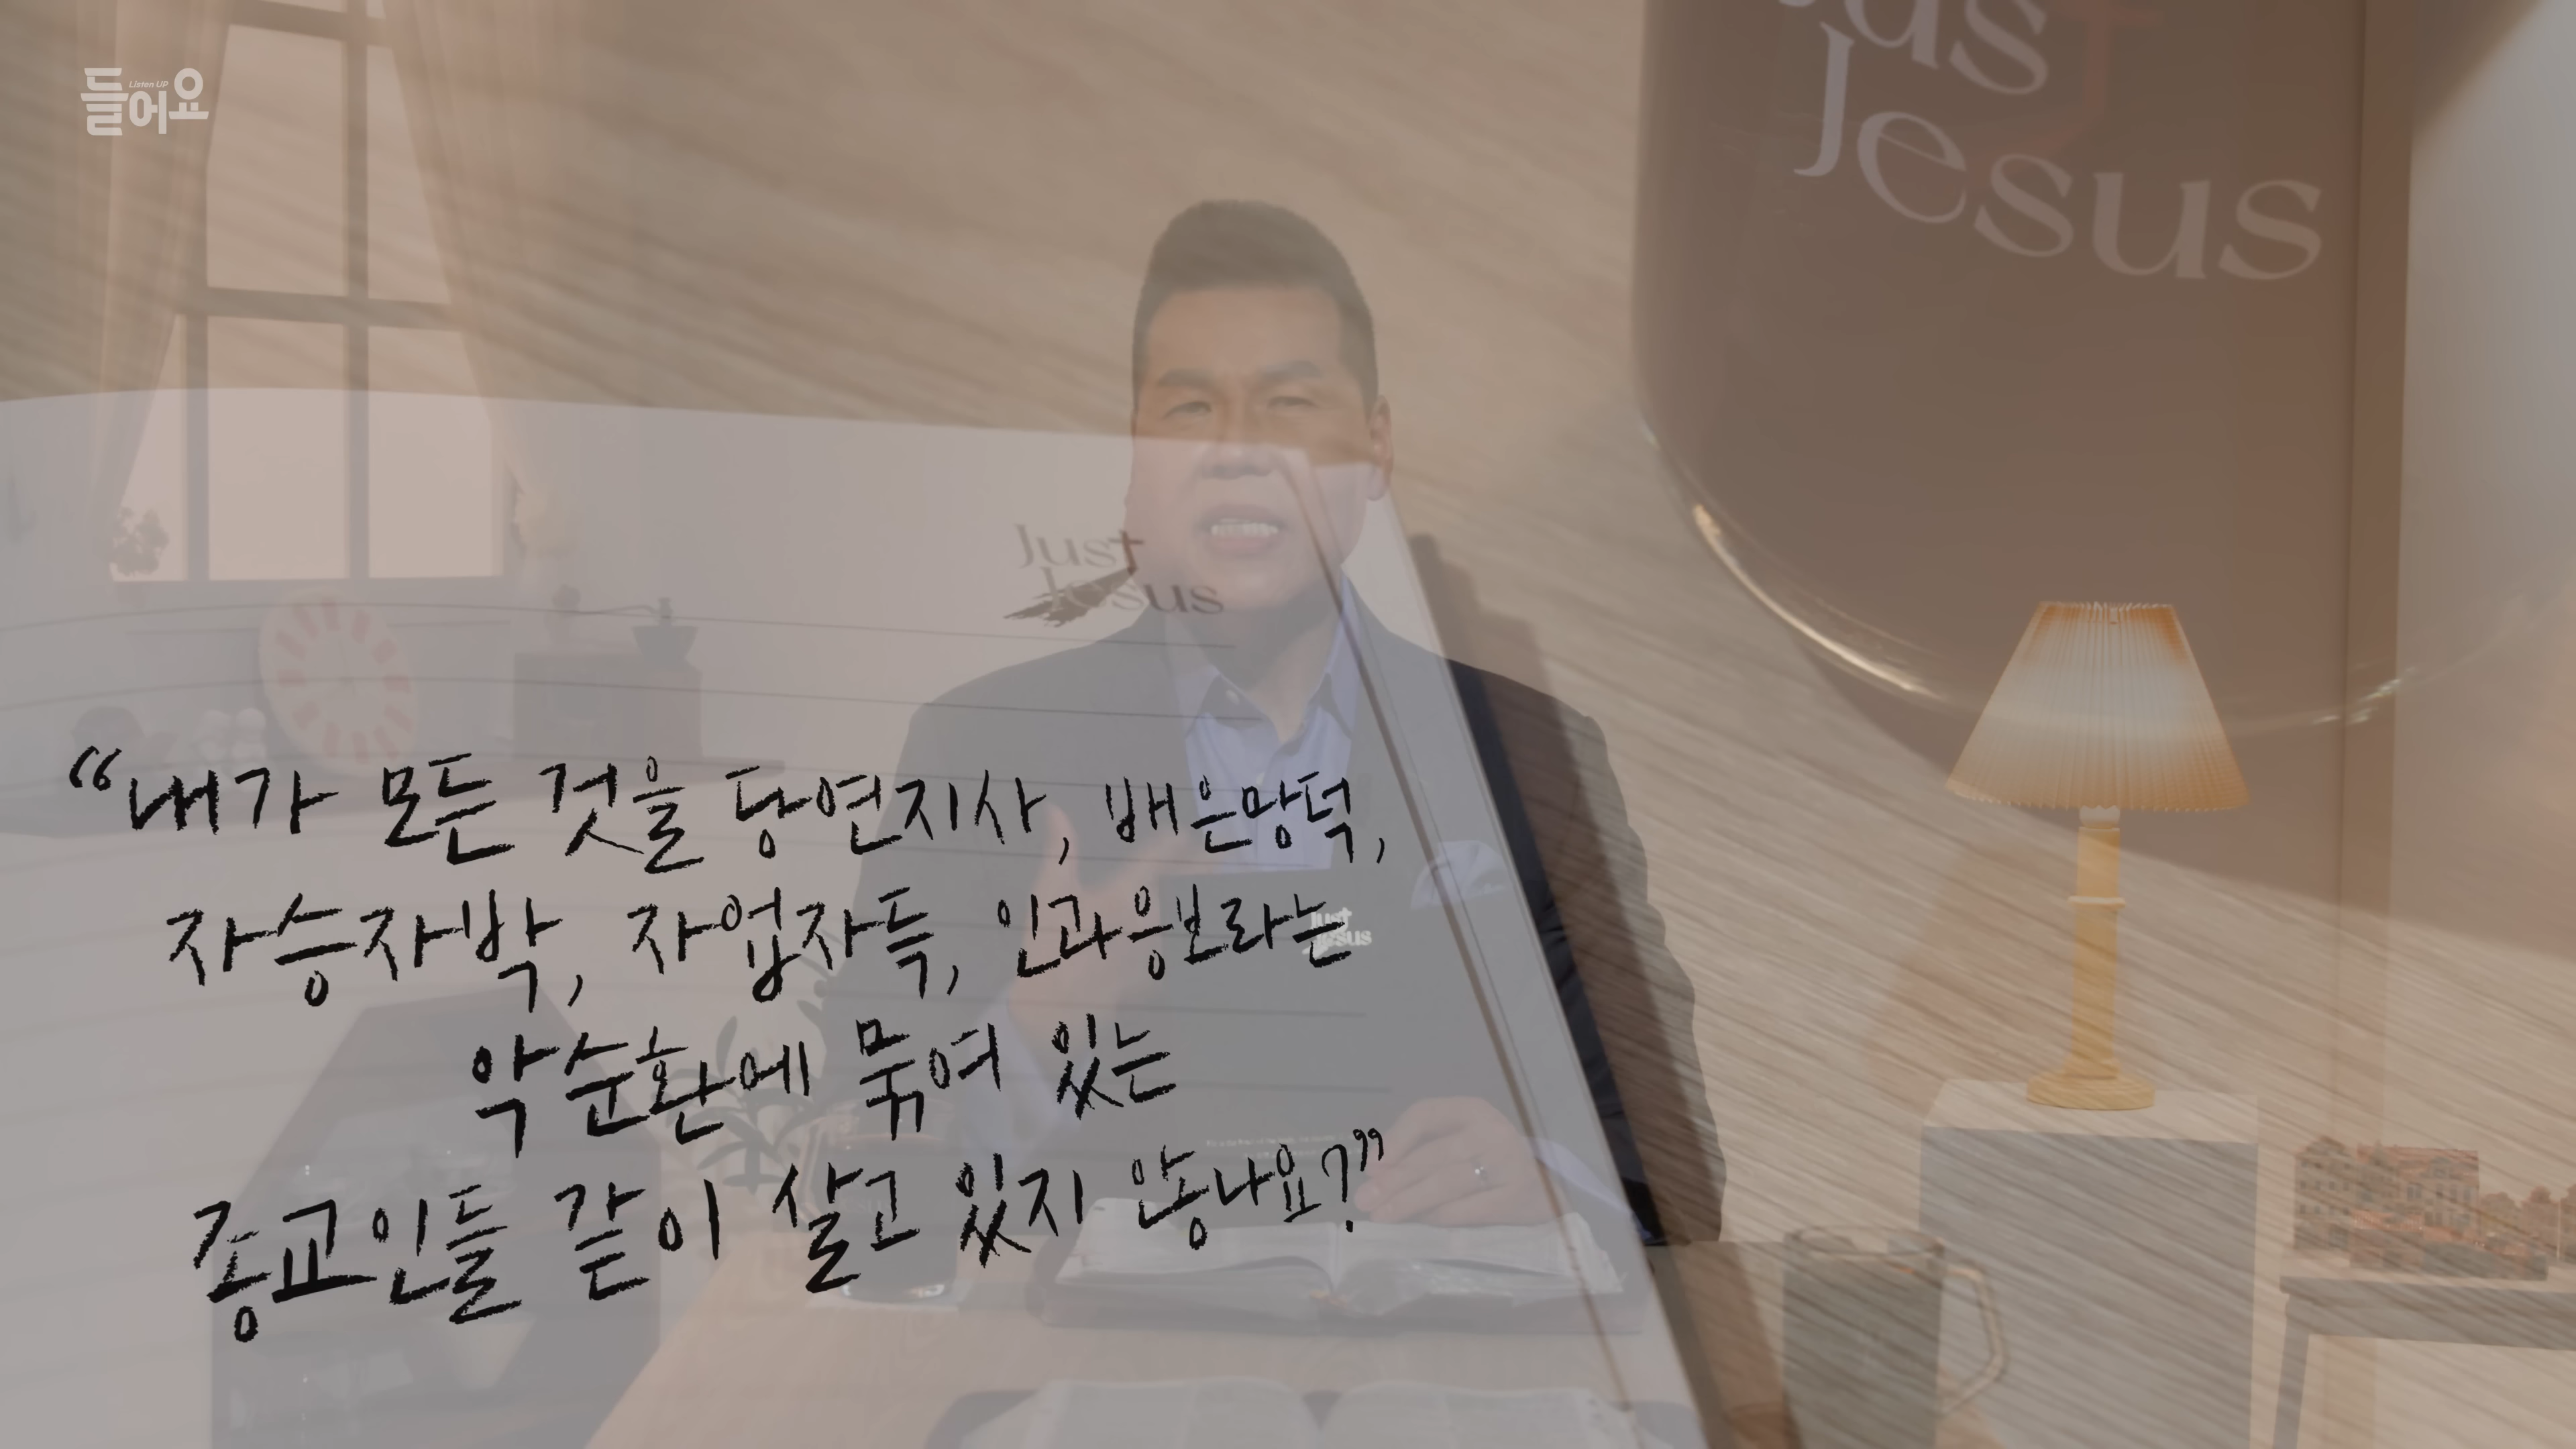 들어요
Listen UP
Just
Jesus
Just
Jesus
“내가 모든 것을 당연지사, 배은망덕,
자승자박, 자업자득, 인과응보라는
악순환에 묶여 있는
종교인들 같이 살고 있지 않나요?”
Just
Jesus